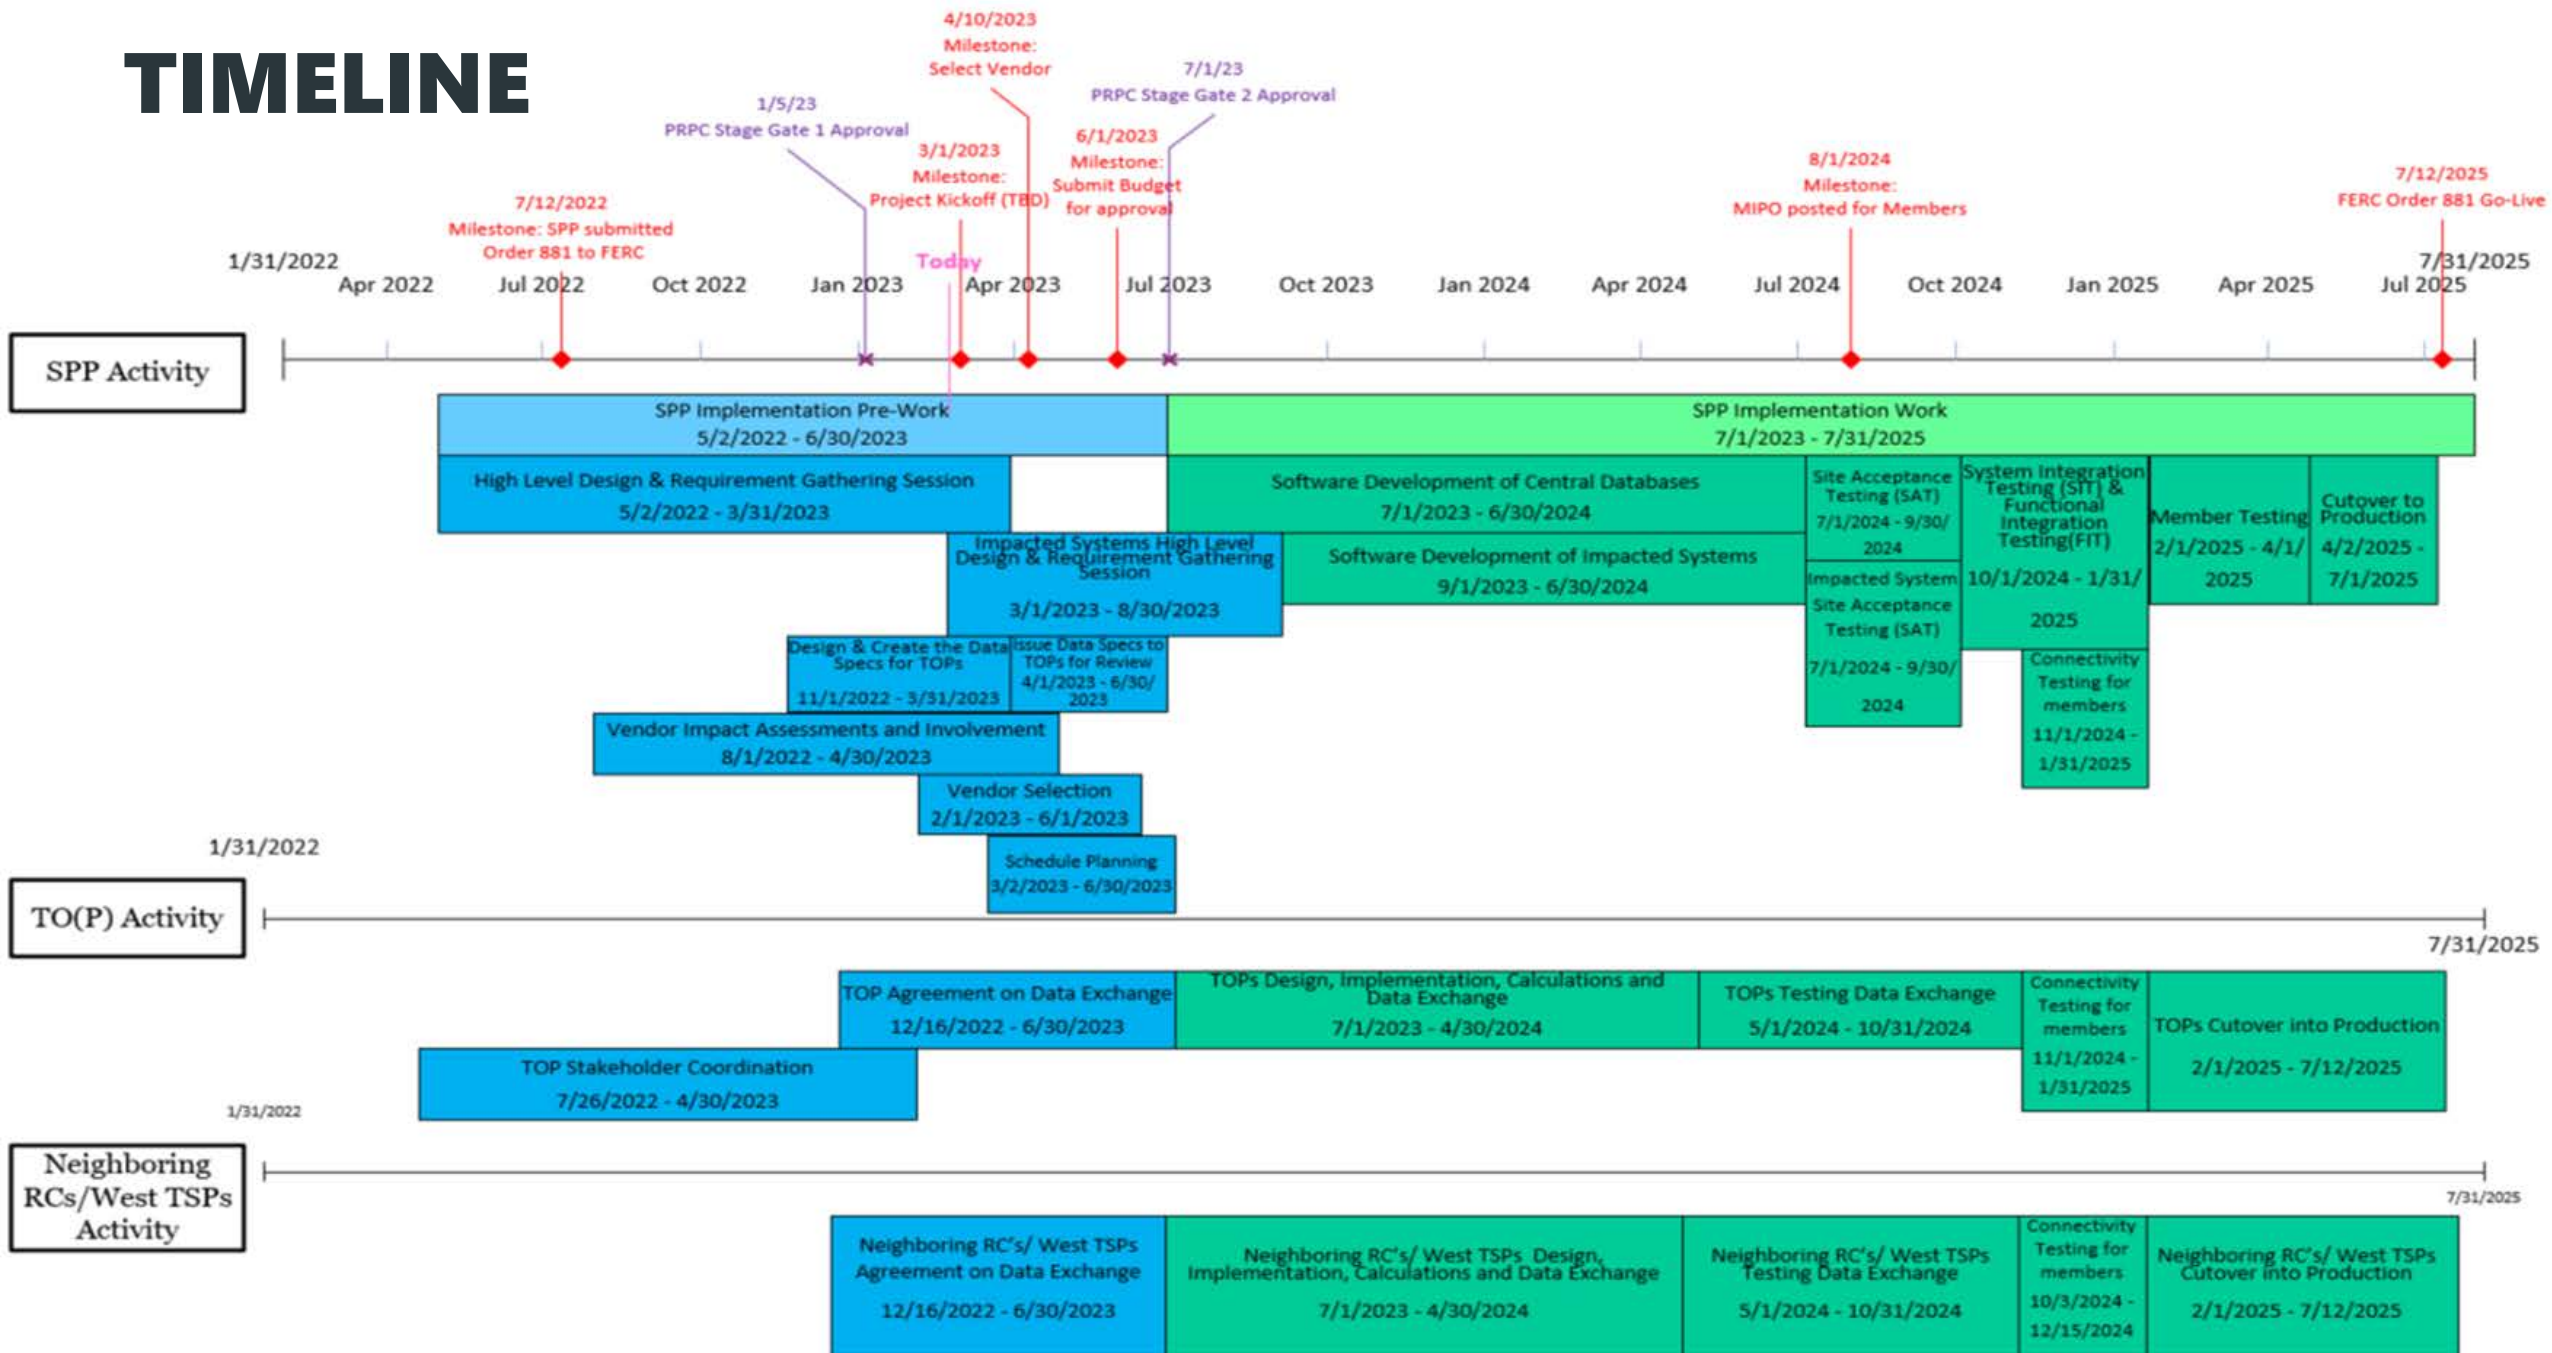 TIMELINE
4/10/2023
Milestone:
Select Vendor
7/1/23
PRPC Stage Gate 2 Approval
1/5/23
PRPC Stage Gate 1 Approval
6/1/2023
Milestone:
Submit Budget
for approval
3/1/2023
Milestone:
Project Kickoff (TBD)
8/1/2024
Milestone:
MIPO posted for Members
7/12/2025
FERC Order 881 Go-Live
7/12/2022
Milestone: SPP submitted
Order 881 to FERC
Today
1/31/2022
7/31/2025
Apr 2022
Jul 2022
Oct 2022
Jan 2023
Apr 2023
Jul 2023
Oct 2023
Jan 2024
Apr 2024
Jul 2024
Oct 2024
Jan 2025
Apr 2025
Jul 2025
SPP Activity
SPP Implementation Pre-Work
5/2/2022 - 6/30/2023
SPP Implementation Work
7/1/2023 - 7/31/2025
High Level Design & Requirement Gathering Session
5/2/2022 - 3/31/2023
Software Development of Central Databases
7/1/2023 - 6/30/2024
Site Acceptance
Testing (SAT)
7/1/2024 - 9/30/
2024
System Integration
Testing (SIT) &
Functional
Integration
Testing(FIT)
10/1/2024 - 1/31/
2025
Member Testing
2/1/2025 - 4/1/
2025
Cutover to
Production
4/2/2025 -
7/1/2025
Impacted Systems High Level
Design & Requirement Gathering
Session
3/1/2023 - 8/30/2023
Software Development of Impacted Systems
9/1/2023 - 6/30/2024
Impacted System
Site Acceptance
Testing (SAT)
7/1/2024 - 9/30/
2024
Design & Create the Data
Specs for TOPs
11/1/2022 - 3/31/2023
Issue Data Specs to
TOPs for Review
4/1/2023 - 6/30/
2023
Connectivity
Testing for
members
11/1/2024 -
1/31/2025
Vendor Impact Assessments and Involvement
8/1/2022 - 4/30/2023
Vendor Selection
2/1/2023 - 6/1/2023
Schedule Planning
3/2/2023 - 6/30/2023
1/31/2022
TO(P) Activity
7/31/2025
TOP Agreement on Data Exchange
12/16/2022 - 6/30/2023
TOPs Design, Implementation, Calculations and
Data Exchange
7/1/2023 - 4/30/2024
TOPs Testing Data Exchange
5/1/2024 - 10/31/2024
Connectivity
Testing for
members
11/1/2024 -
1/31/2025
TOPs Cutover into Production
2/1/2025 - 7/12/2025
TOP Stakeholder Coordination
7/26/2022 - 4/30/2023
1/31/2022
Neighboring
RCs/West TSPs
Activity
7/31/2025
Neighboring RC's/ West TSPs
Agreement on Data Exchange
12/16/2022 - 6/30/2023
Neighboring RC's/ West TSPs Design,
Implementation, Calculations and Data Exchange
7/1/2023 - 4/30/2024
Neighboring RC's/ West TSPs
Testing Data Exchange
5/1/2024 - 10/31/2024
Connectivity
Testing for
members
10/3/2024 -
12/15/2024
Neighboring RC's/ West TSPs
Cutover into Production
2/1/2025 - 7/12/2025